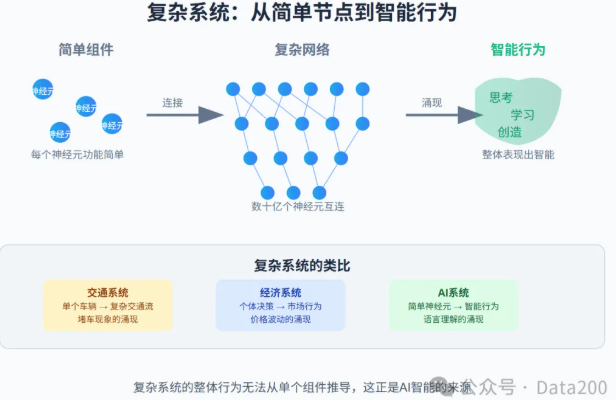 复杂系统：从简单节点到智能行为
简单组件
复杂网络
智能行为
神经元
神经元
神经元
神经元
连接
涌现
思考
学习
创造
每个神经元功能简单
数十亿个神经元互连
整体表现出智能
复杂系统的类比
交通系统
单个车辆 → 复杂交通流
堵车现象的涌现
经济系统
个体决策 → 市场行为
价格波动的涌现
AI系统
简单神经元 → 智能行为
语言理解的涌现
复杂系统的整体行为无法从单个组件推导，这正是AI智能的来源
公众号 · Data200